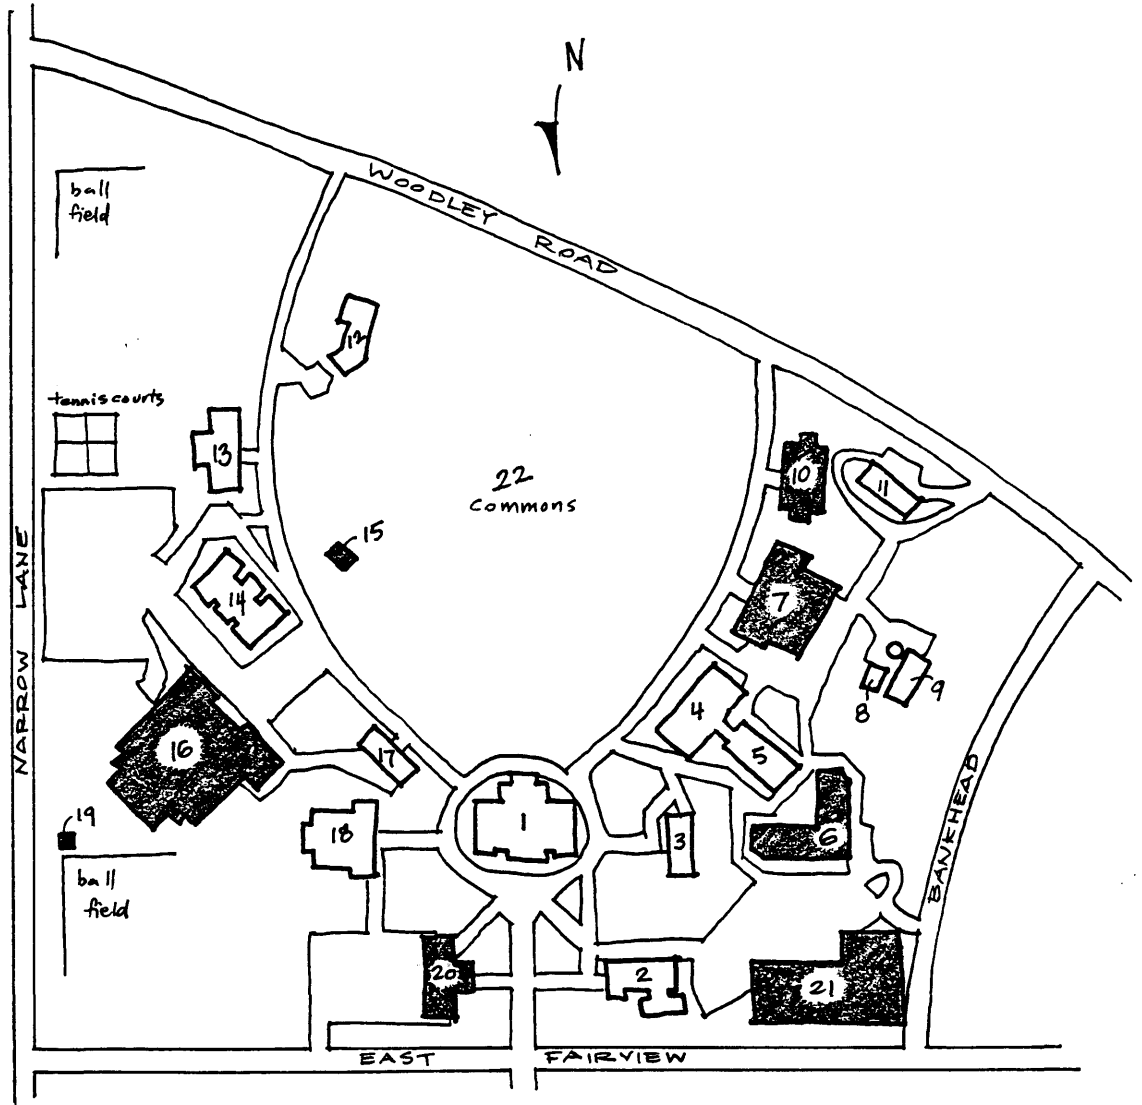 N
WOODLEY ROAD
ball
field
12
tennis courts
13
10
11
22
Commons
15
14
7
9
8
4
5
16
17
NARROW LANE
19
18
1
3
6
BANKHEAD
ball
field
20
2
21
EAST FAIRVIEW